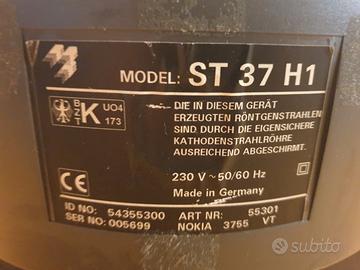 MODEL: ST 37 H1
BZT K UO4 173
DIE IN DIESEM GERÄT
ERZEUGTEN RÖNTGENSTRAHLEN
SIND DURCH DIE EIGENSICHERE
KATHODENSTRAHLRÖHRE
AUSREICHEND ABGESCHIRMT.
CE
230 V ~ 50/60 Hz
Made in Germany
ID NO: 54355300 ART NR: 55301
SER NO: 005699 NOKIA 3755 VT
subito